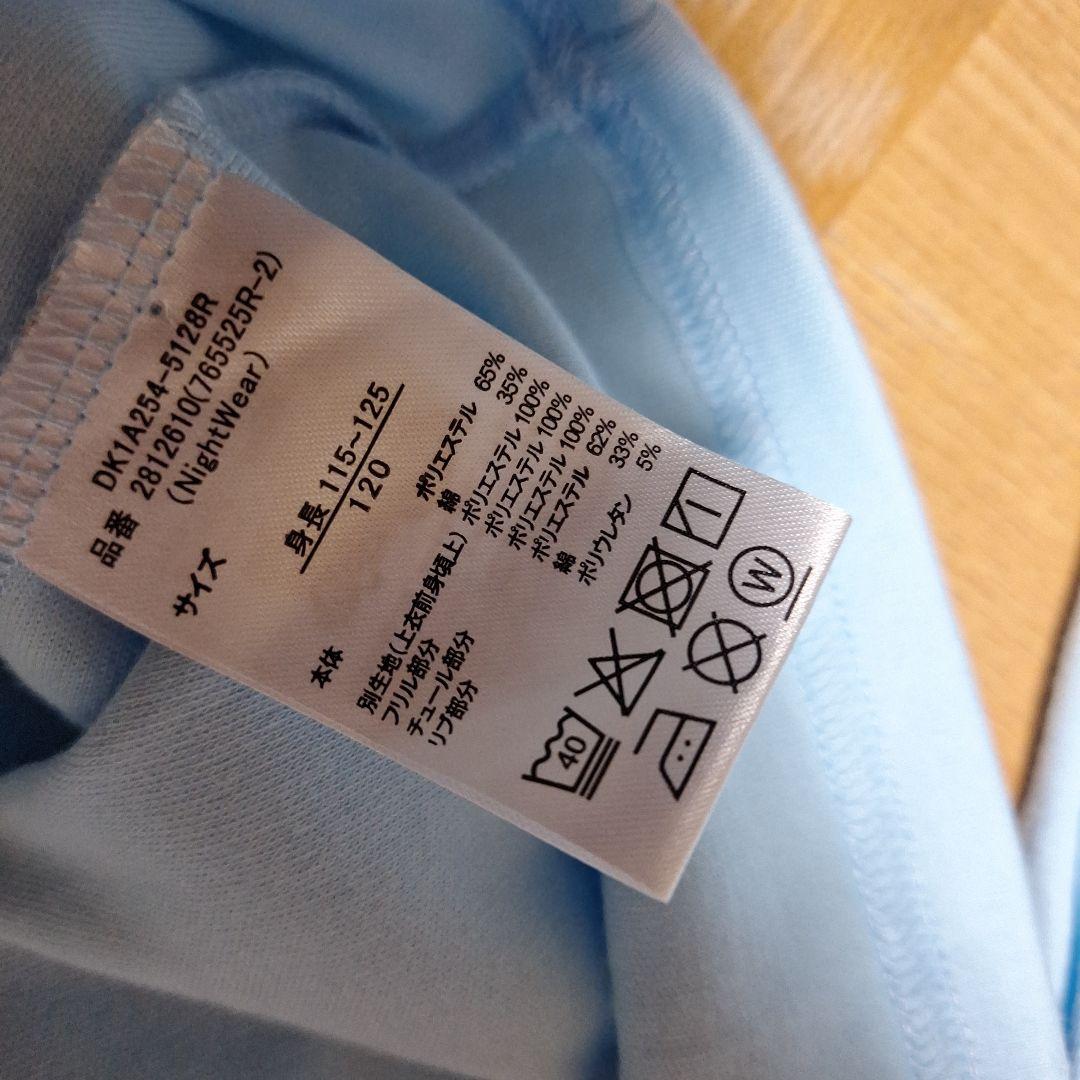 品番 DK1A254-5128R
2812610(765525R-2)
(NightWear)
サイズ
身長 115~125
120
本体 ポリエステル 65%
綿 35%
別生地(上衣前身頃上) ポリエステル 100%
フリル部分 ポリエステル 100%
チュール部分 ポリエステル 100%
リブ部分 ポリエステル 62%
綿 33%
ポリウレタン 5%
40
W